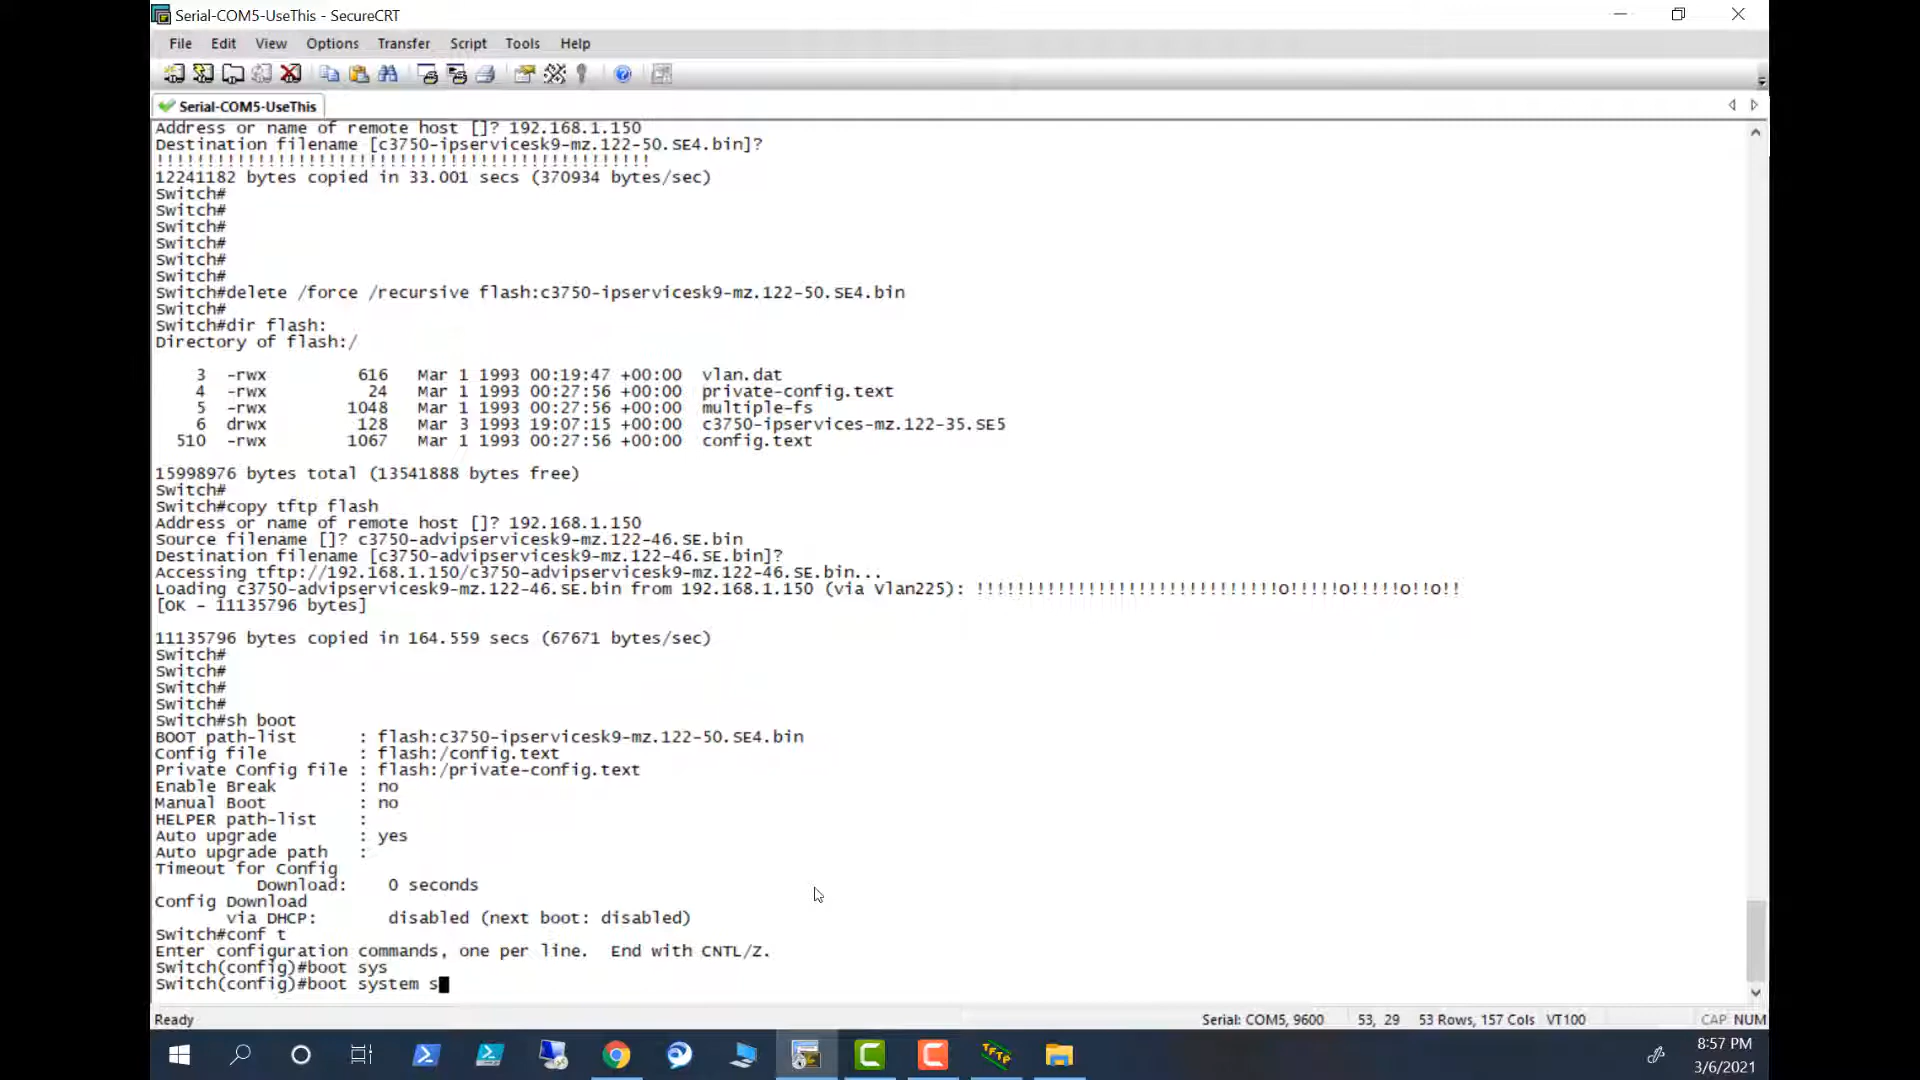 Serial-COM5-UseThis - SecureCRT
File Edit View Options Transfer Script Tools Help
Serial-COM5-UseThis
Address or name of remote host []? 192.168.1.150
Destination filename [c3750-ipservicesk9-mz.122-50.SE4.bin]?
!!!!!!!!!!!!!!!!!!!!!!!!!!!!!!!!!!!!!!!!!!!!!!!!!
12241182 bytes copied in 33.001 secs (370934 bytes/sec)
Switch#
Switch#
Switch#
Switch#
Switch#
Switch#
Switch#delete /force /recursive flash:c3750-ipservicesk9-mz.122-50.SE4.bin
Switch#
Switch#dir flash:
Directory of flash:/
3 -rwx 616 Mar 1 1993 00:19:47 +00:00 vlan.dat
4 -rwx 24 Mar 1 1993 00:27:56 +00:00 private-config.text
5 -rwx 1048 Mar 1 1993 00:27:56 +00:00 multiple-fs
6 drwx 128 Mar 3 1993 19:07:15 +00:00 c3750-ipservices-mz.122-35.SE5
510 -rwx 1067 Mar 1 1993 00:27:56 +00:00 config.text
15998976 bytes total (13541888 bytes free)
Switch#
Switch#copy tftp flash
Address or name of remote host []? 192.168.1.150
Source filename []? c3750-advipservicesk9-mz.122-46.SE.bin
Destination filename [c3750-advipservicesk9-mz.122-46.SE.bin]?
Accessing tftp://192.168.1.150/c3750-advipservicesk9-mz.122-46.SE.bin...
Loading c3750-advipservicesk9-mz.122-46.SE.bin from 192.168.1.150 (via Vlan225): !!!!!!!!!!!!!!!!!!!!!!!!!!!!!!O!!!!!O!!!!!O!!O!!
[OK - 11135796 bytes]
11135796 bytes copied in 164.559 secs (67671 bytes/sec)
Switch#
Switch#
Switch#
Switch#
Switch#sh boot
BOOT path-list : flash:c3750-ipservicesk9-mz.122-50.SE4.bin
Config file : flash:/config.text
Private Config file : flash:/private-config.text
Enable Break : no
Manual Boot : no
HELPER path-list :
Auto upgrade : yes
Auto upgrade path :
Timeout for Config
Download: 0 seconds
Config Download
via DHCP: disabled (next boot: disabled)
Switch#conf t
Enter configuration commands, one per line. End with CNTL/Z.
Switch(config)#boot sys
Switch(config)#boot system s
Ready Serial: COM5, 9600 53, 29 53 Rows, 157 Cols VT100 CAP NUM
TFTP
8:57 PM
3/6/2021